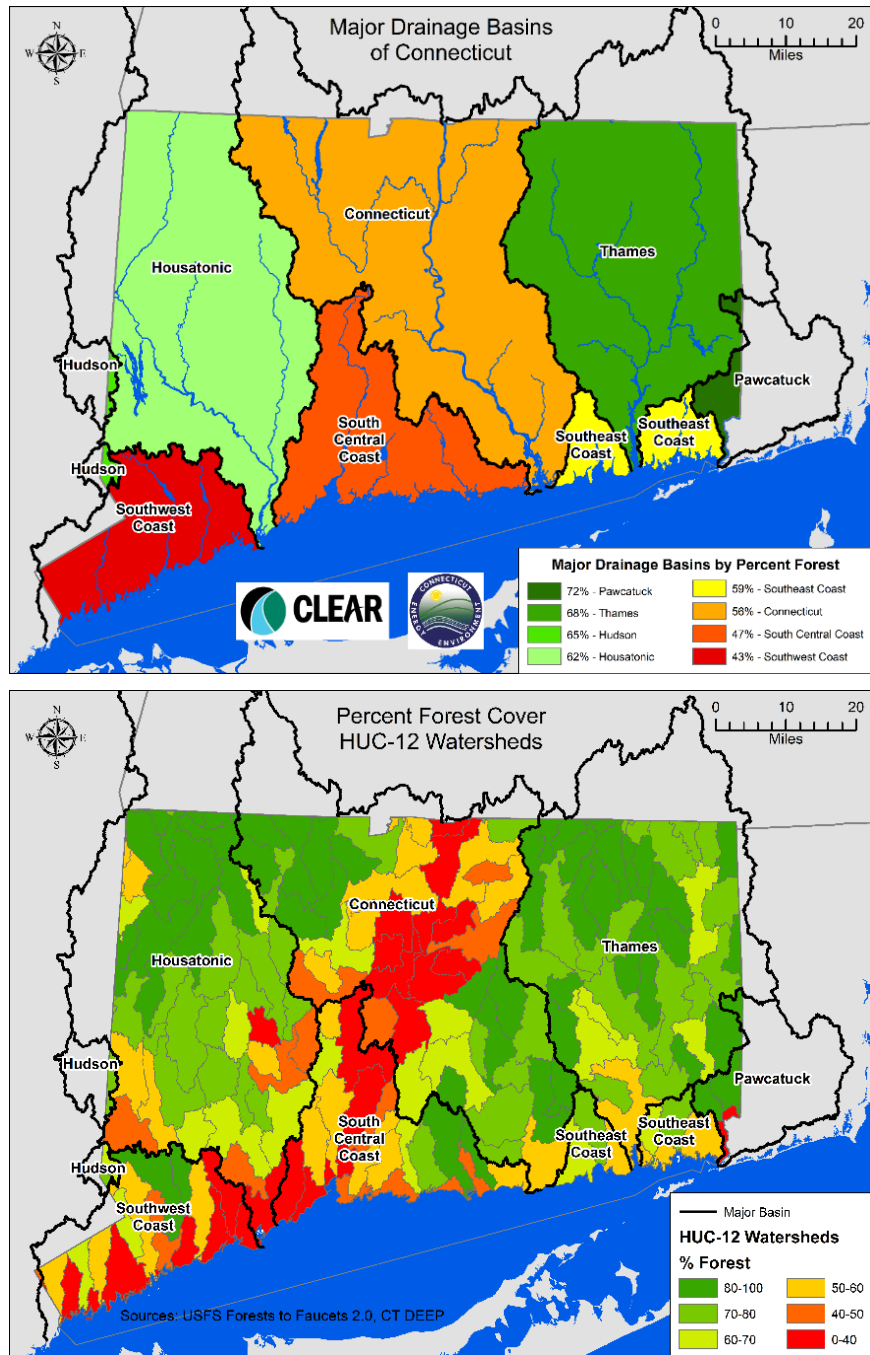 Major Drainage Basins
of Connecticut
N
W
E
S
0
10
20
Miles
Connecticut
Housatonic
Thames
Hudson
Pawcatuck
South
Central
Coast
Southeast
Coast
Southeast
Coast
Hudson
Southwest
Coast
CLEAR
CONNECTICUT
ENERGY
ENVIRONMENT
Major Drainage Basins by Percent Forest
72% - Pawcatuck
68% - Thames
65% - Hudson
62% - Housatonic
59% - Southeast Coast
56% - Connecticut
47% - South Central Coast
43% - Southwest Coast
Percent Forest Cover
HUC-12 Watersheds
N
W
E
S
0
10
20
Miles
Connecticut
Housatonic
Thames
Hudson
Pawcatuck
South
Central
Coast
Southeast
Coast
Southeast
Coast
Hudson
Southwest
Coast
Sources: USFS Forests to Faucets 2.0, CT DEEP
Major Basin
HUC-12 Watersheds
% Forest
80-100
70-80
60-70
50-60
40-50
0-40